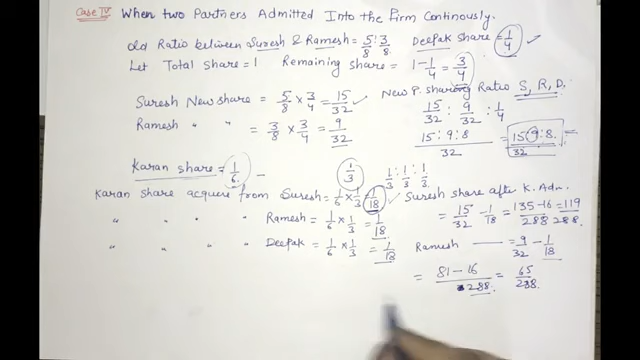 Case IV When two Partners Admitted Into the Firm Continously.
Old Ratio between Suresh & Ramesh = 5/8 : 3/8. Deepak Share = 1/4
Let Total Share = 1 Remaining share = 1 - 1/4 = 3/4
Suresh New share = 5/8 × 3/4 = 15/32
New P. sharing Ratio S, R, D.
Ramesh " " = 3/8 × 3/4 = 9/32
15/32 : 9/32 : 1/4
15 : 9 : 8 / 32 = 15 : 9 : 8. / 32
Karan share = 1/6. 1/3 1/3 : 1/3 : 1/3.
Karan share acquire from Suresh = 1/6 × 1/3 = 1/18
" " " " Ramesh = 1/6 × 1/3 = 1/18
" " " " Deepak = 1/6 × 1/3 = 1/18
Suresh share after K. Adm.
= 15/32 - 1/18 = 135-16/288 = 119/288.
Ramesh = 9/32 - 1/18
= 81-16/288 = 65/288.